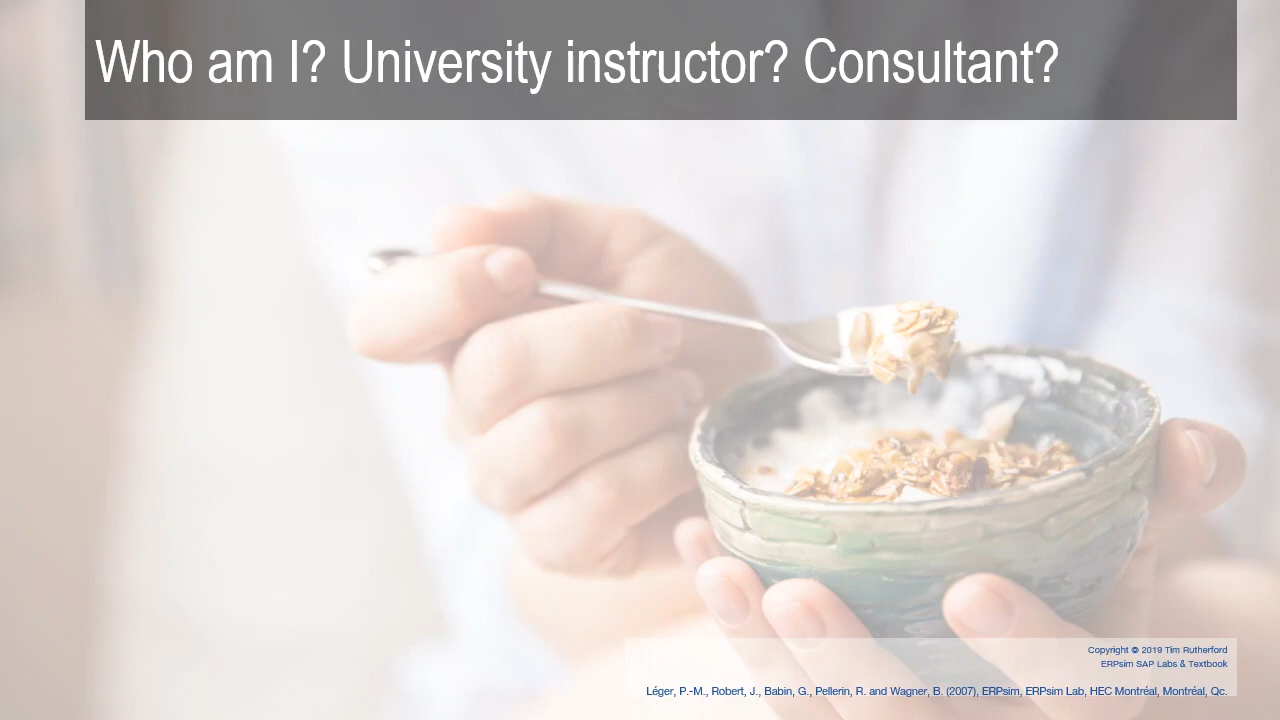 Who am I? University instructor? Consultant?
Copyright © 2019 Tim Rutherford
ERPsim SAP Labs & Textbook
Léger, P.-M., Robert, J., Babin, G., Pellerin, R. and Wagner, B. (2007), ERPsim, ERPsim Lab, HEC Montréal, Montréal, Qc.